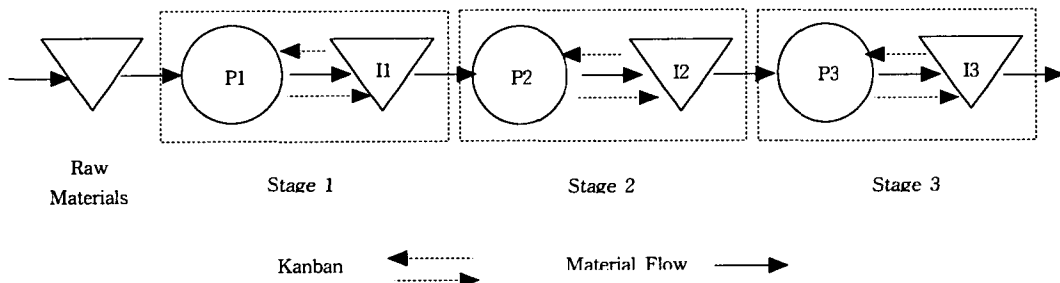 P1
I1
P2
I2
P3
I3
Raw
Materials
Stage 1
Stage 2
Stage 3
Kanban
Material Flow